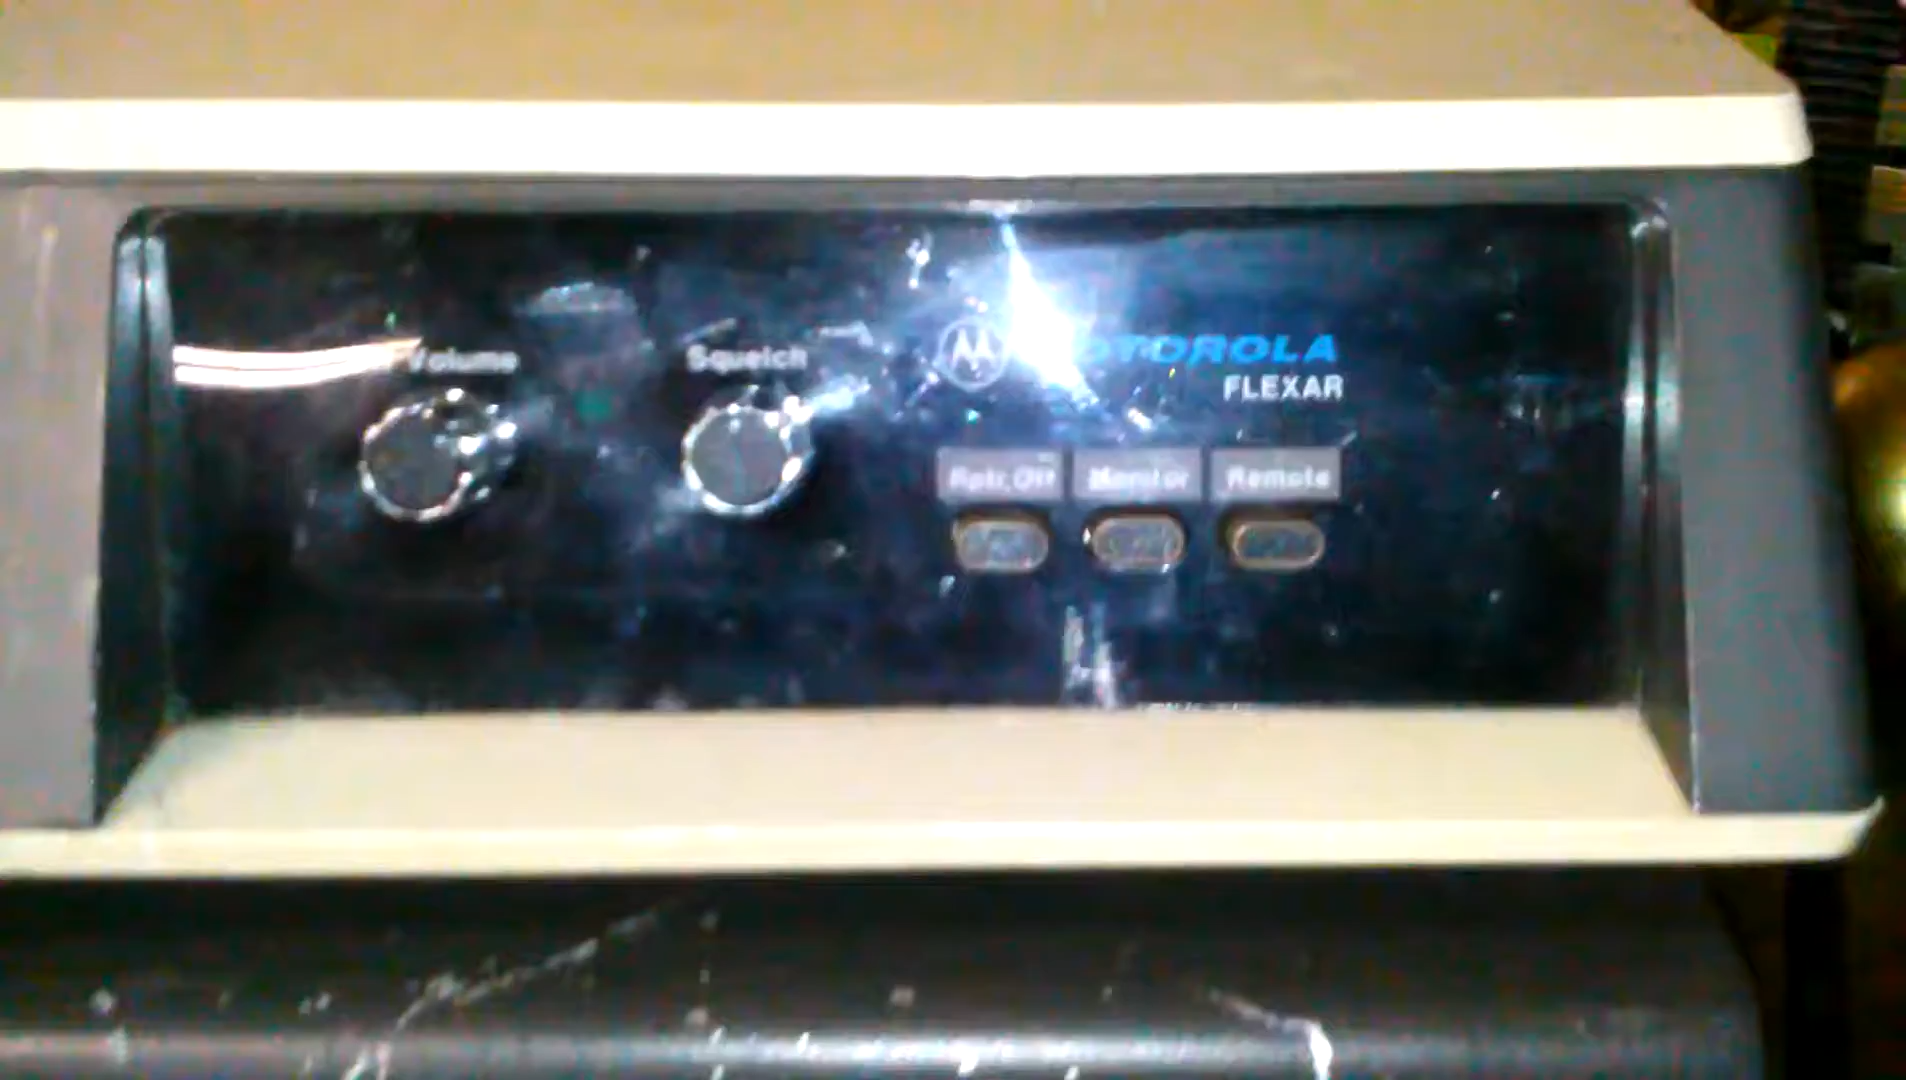 Volume
Squelch
MOTOROLA
FLEXAR
Rptr. Off
Monitor
Remote